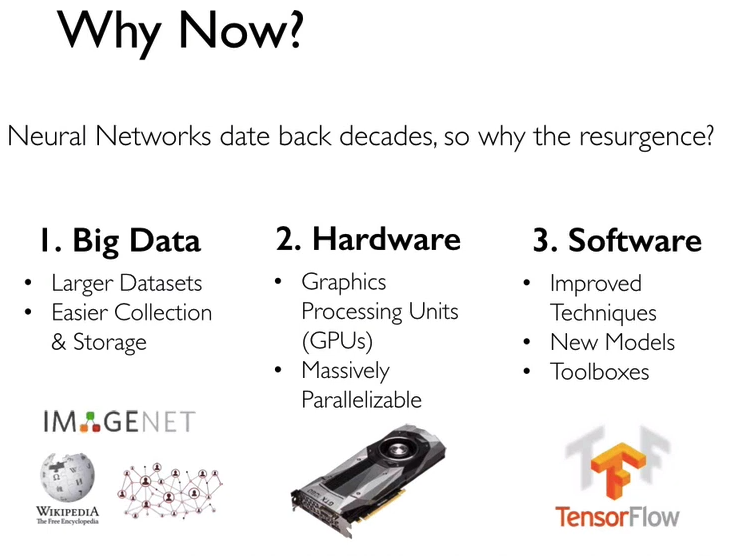 Why Now?
Neural Networks date back decades, so why the resurgence?
1. Big Data
• Larger Datasets
• Easier Collection
& Storage
IMAGENET
WIKIPEDIA
The Free Encyclopedia
2. Hardware
• Graphics
Processing Units
(GPUs)
• Massively
Parallelizable
3. Software
• Improved
Techniques
• New Models
• Toolboxes
TensorFlow